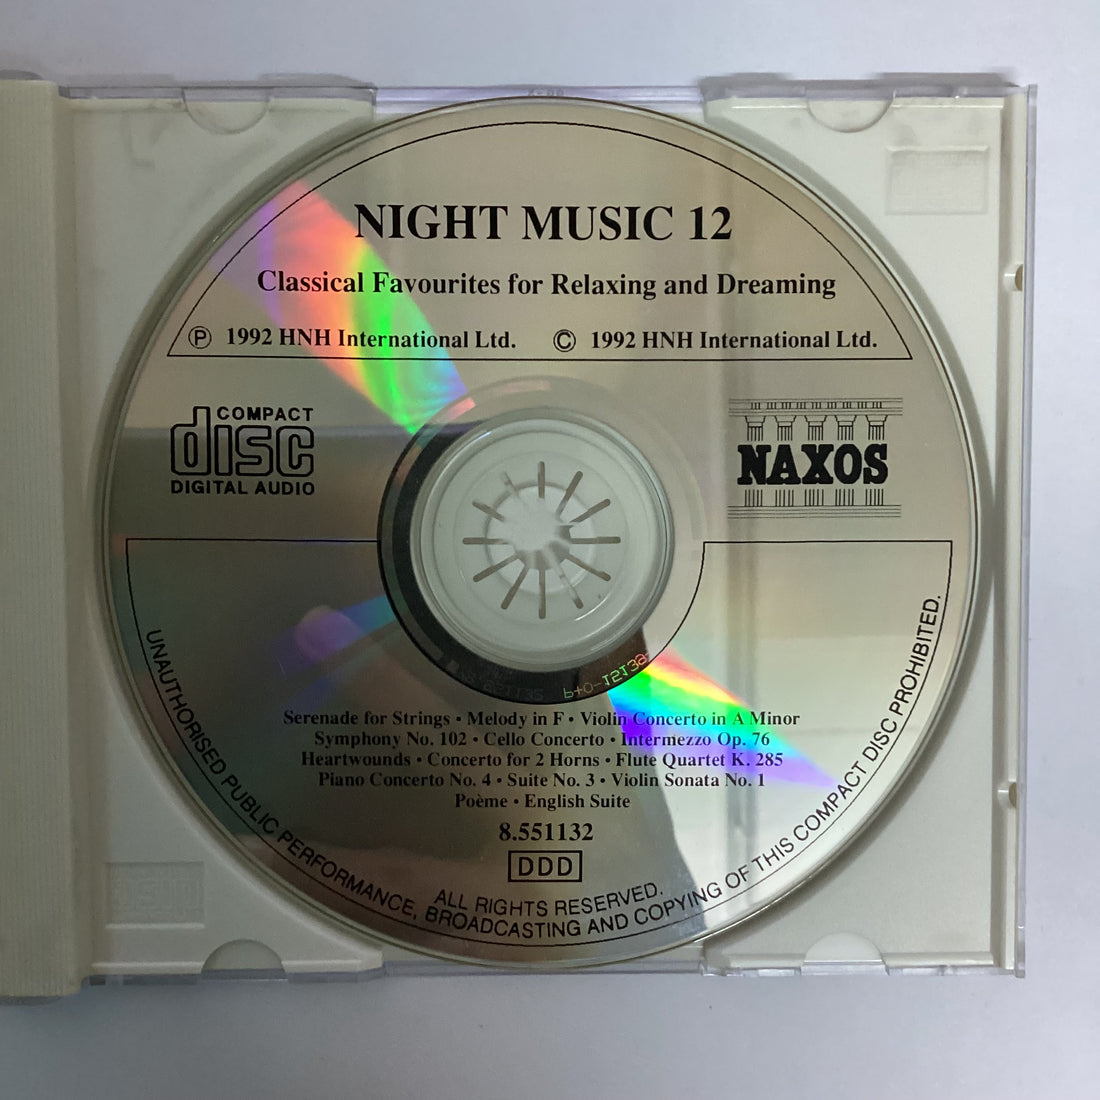 NIGHT MUSIC 12
Classical Favourites for Relaxing and Dreaming
Ⓟ 1992 HNH International Ltd. © 1992 HNH International Ltd.
COMPACT
disc
DIGITAL AUDIO
NAXOS
Serenade for Strings • Melody in F • Violin Concerto in A Minor
Symphony No. 102 • Cello Concerto • Intermezzo Op. 76
Heartwounds • Concerto for 2 Horns • Flute Quartet K. 285
Piano Concerto No. 4 • Suite No. 3 • Violin Sonata No. 1
Poème • English Suite
8.551132
DDD
ALL RIGHTS RESERVED.
UNAUTHORISED PUBLIC PERFORMANCE, BROADCASTING AND COPYING OF THIS COMPACT DISC PROHIBITED.